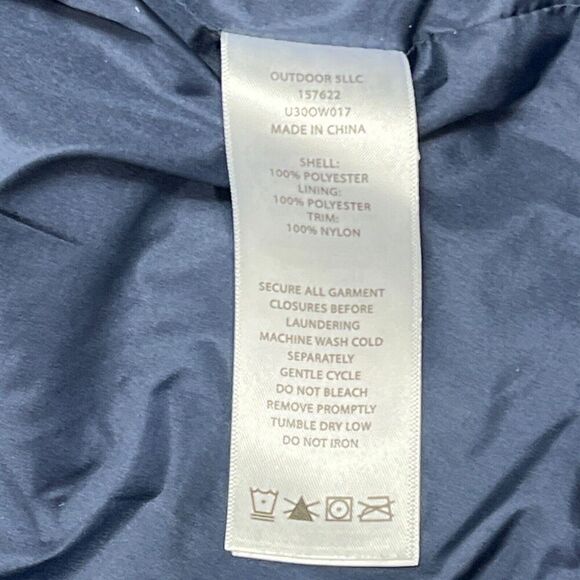 OUTDOOR 5LLC
157622
U30OW017
MADE IN CHINA
SHELL:
100% POLYESTER
LINING:
100% POLYESTER
TRIM:
100% NYLON
SECURE ALL GARMENT
CLOSURES BEFORE
LAUNDERING
MACHINE WASH COLD
SEPARATELY
GENTLE CYCLE
DO NOT BLEACH
REMOVE PROMPTLY
TUMBLE DRY LOW
DO NOT IRON